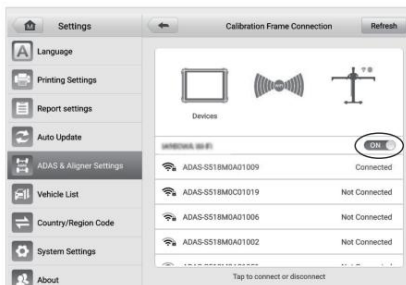 Settings
Calibration Frame Connection
Refresh
Language
Printing Settings
Report settings
Auto Update
ADAS & Aligner Settings
Vehicle List
Country/Region Code
System Settings
About
Devices
ON
ADAS-S518M0A01009 Connected
ADAS-S518M0C01019 Not Connected
ADAS-S518M0A01006 Not Connected
ADAS-S518M0A01002 Not Connected
Tap to connect or disconnect